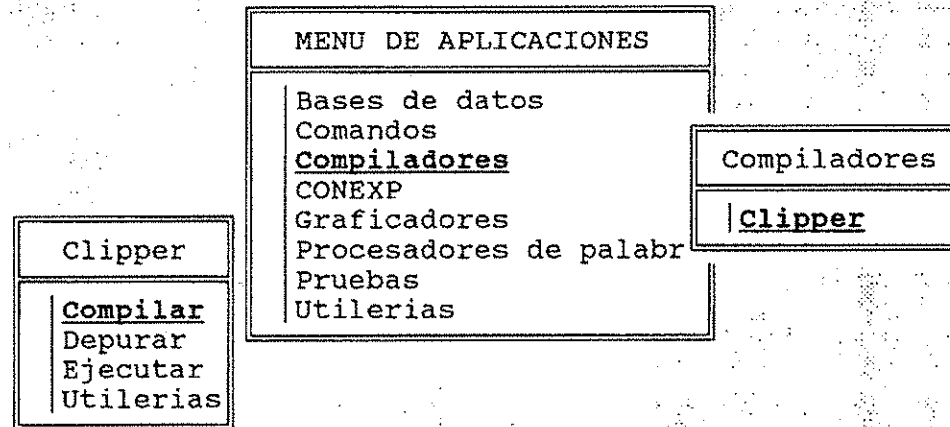 MENU DE APLICACIONES
Bases de datos
Comandos
Compiladores
CONEXP
Graficadores
Procesadores de palabr
Pruebas
Utilerias
Compiladores
Clipper
Clipper
Compilar
Depurar
Ejecutar
Utilerias